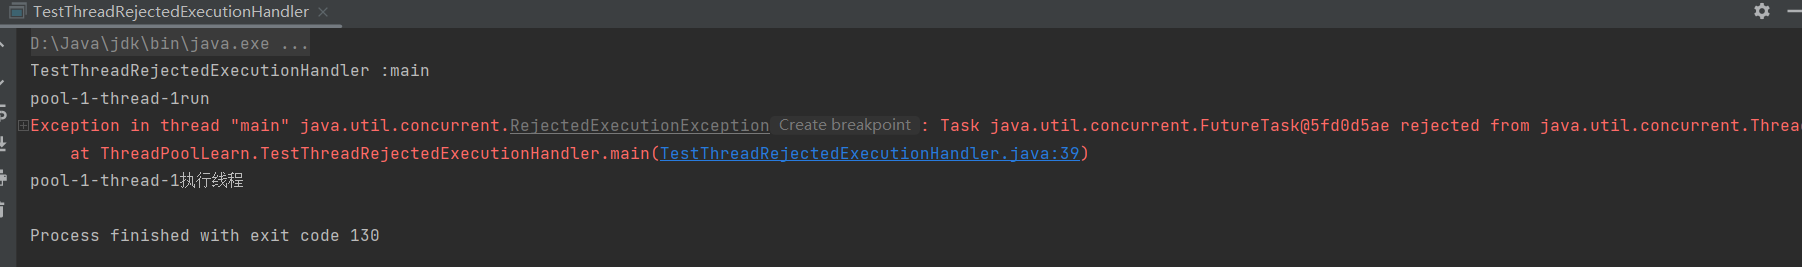 TestThreadRejectedExecutionHandler
D:\Java\jdk\bin\java.exe ...
TestThreadRejectedExecutionHandler :main
pool-1-thread-1run
Exception in thread "main" java.util.concurrent.RejectedExecutionException Create breakpoint : Task java.util.concurrent.FutureTask@5fd0d5ae rejected from java.util.concurrent.Threa
at ThreadPoolLearn.TestThreadRejectedExecutionHandler.main(TestThreadRejectedExecutionHandler.java:39)
pool-1-thread-1执行线程
Process finished with exit code 130